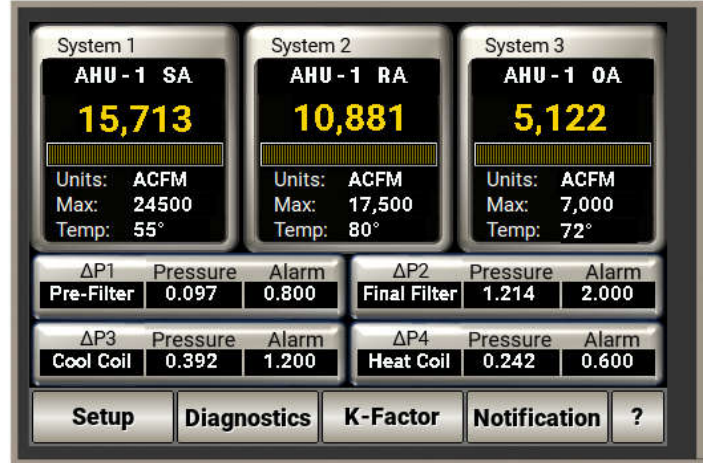 System 1
AHU-1 SA
15,713
Units: ACFM
Max: 24500
Temp: 55°
System 2
AHU-1 RA
10,881
Units: ACFM
Max: 17,500
Temp: 80°
System 3
AHU-1 OA
5,122
Units: ACFM
Max: 7,000
Temp: 72°
ΔP1 Pressure Alarm
Pre-Filter 0.097 0.800
ΔP2 Pressure Alarm
Final Filter 1.214 2.000
ΔP3 Pressure Alarm
Cool Coil 0.392 1.200
ΔP4 Pressure Alarm
Heat Coil 0.242 0.600
Setup Diagnostics K-Factor Notification ?